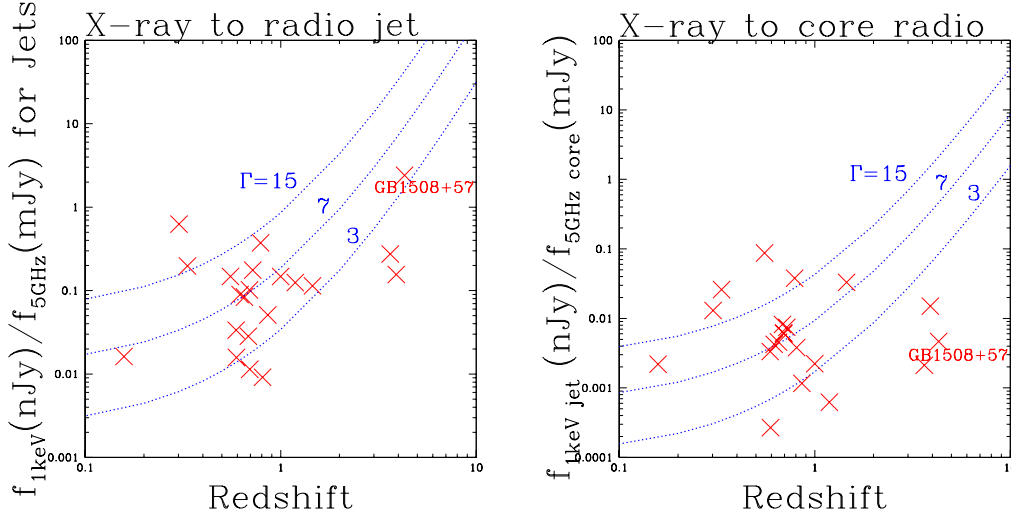 X-ray to radio jet
f1keV(nJy)/f5GHz(mJy) for Jets
100
10
1
0.1
0.01
0.001
Γ=15
7
3
GB1508+57
0.1
1
10
Redshift
X-ray to core radio
f1keV jet (nJy)/f5GHz core(mJy)
100
10
1
0.1
0.01
0.001
0.0001
Γ=15
7
3
GB1508+57
0.1
1
1
Redshift